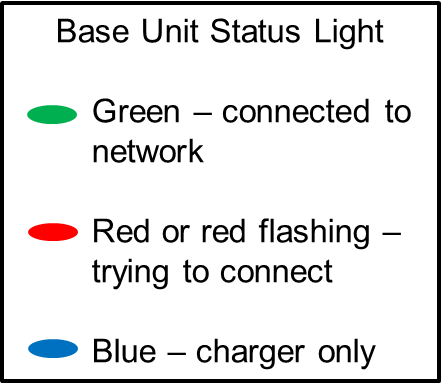 Base Unit Status Light
Green – connected to
network
Red or red flashing –
trying to connect
Blue – charger only